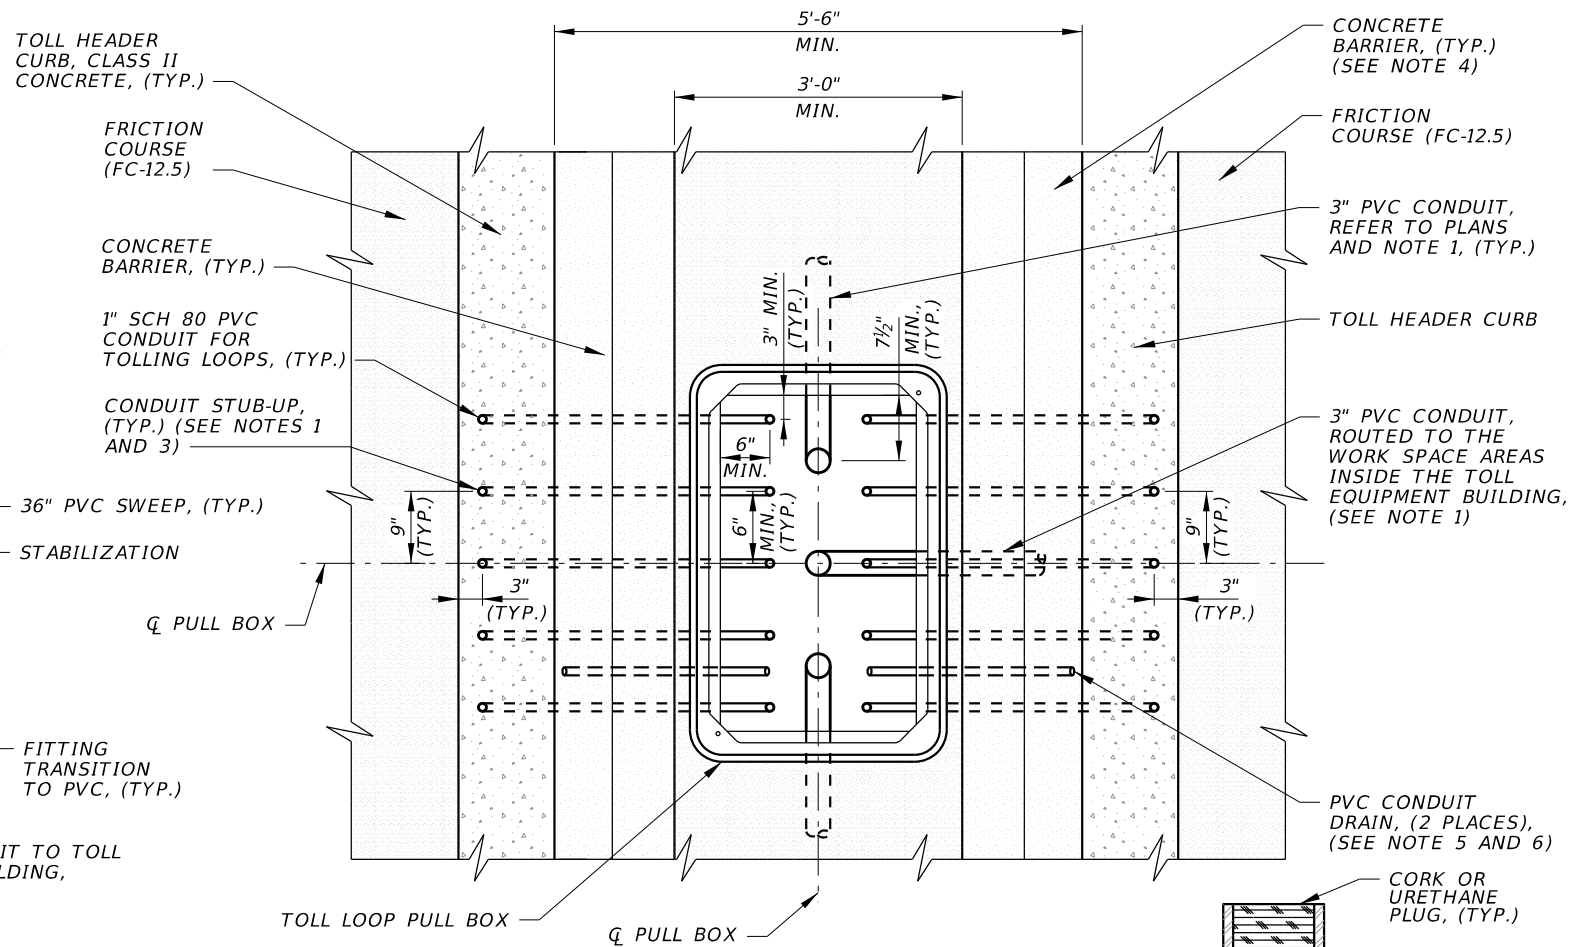 5'-6"
MIN.
3'-0"
MIN.
TOLL HEADER
CURB, CLASS II
CONCRETE, (TYP.)
FRICTION
COURSE
(FC-12.5)
CONCRETE
BARRIER, (TYP.)
1" SCH 80 PVC
CONDUIT FOR
TOLLING LOOPS, (TYP.)
CONDUIT STUB-UP,
(TYP.) (SEE NOTES 1
AND 3)
36" PVC SWEEP, (TYP.)
STABILIZATION
℄ PULL BOX
FITTING
TRANSITION
TO PVC, (TYP.)
IT TO TOLL
LDING,
TOLL LOOP PULL BOX
℄ PULL BOX
9"
(TYP.)
3"
(TYP.)
3" MIN.
(TYP.)
7½"
MIN.,
(TYP.)
6"
MIN.
6"
MIN.,
(TYP.)
9"
(TYP.)
3"
(TYP.)
CONCRETE
BARRIER, (TYP.)
(SEE NOTE 4)
FRICTION
COURSE (FC-12.5)
3" PVC CONDUIT,
REFER TO PLANS
AND NOTE 1, (TYP.)
TOLL HEADER CURB
3" PVC CONDUIT,
ROUTED TO THE
WORK SPACE AREAS
INSIDE THE TOLL
EQUIPMENT BUILDING,
(SEE NOTE 1)
PVC CONDUIT
DRAIN, (2 PLACES),
(SEE NOTE 5 AND 6)
CORK OR
URETHANE
PLUG, (TYP.)